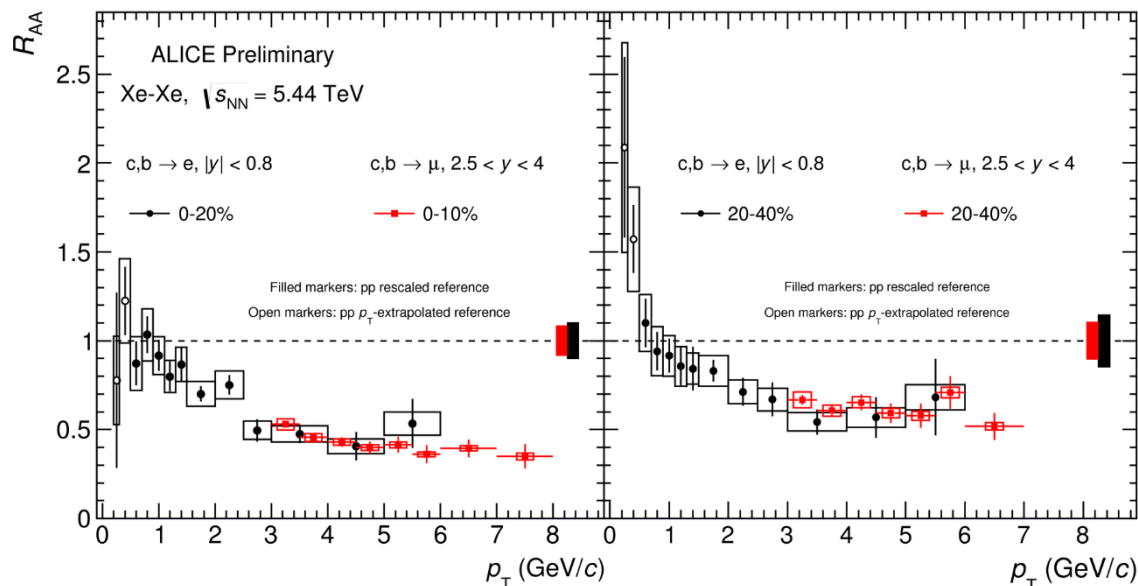 R_AA
ALICE Preliminary
Xe-Xe, √s_NN = 5.44 TeV
c,b → e, |y| < 0.8
c,b → μ, 2.5 < y < 4
0-20%
0-10%
Filled markers: pp rescaled reference
Open markers: pp p_T-extrapolated reference
2.5
2
1.5
1
0.5
0
0 1 2 3 4 5 6 7 8
p_T (GeV/c)
c,b → e, |y| < 0.8
c,b → μ, 2.5 < y < 4
20-40%
20-40%
Filled markers: pp rescaled reference
Open markers: pp p_T-extrapolated reference
0 1 2 3 4 5 6 7 8
p_T (GeV/c)